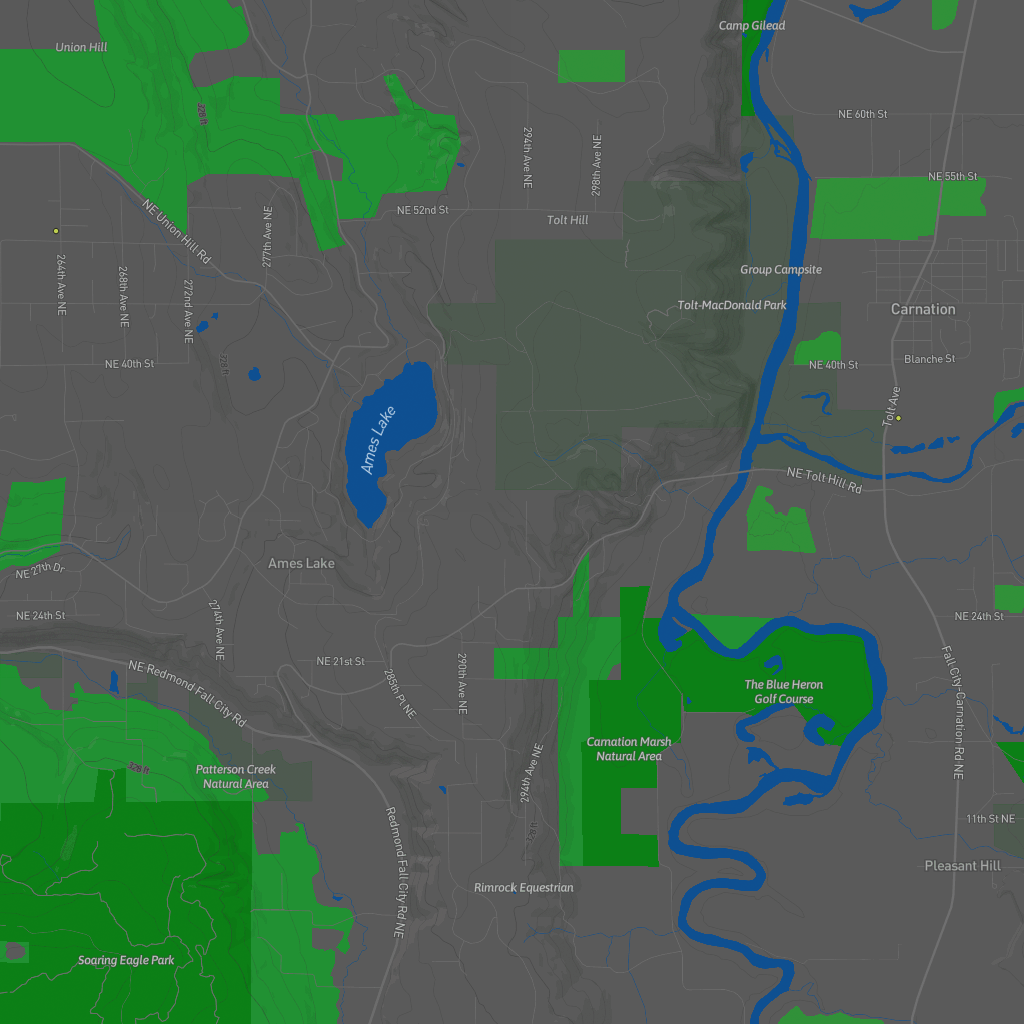 Camp Gilead
Union Hill
328 ft
NE 60th St
294th Ave NE
298th Ave NE
NE 55th St
NE Union Hill Rd
277th Ave NE
NE 52nd St
Tolt Hill
264th Ave NE
268th Ave NE
272nd Ave NE
Group Campsite
Tolt-MacDonald Park
Carnation
NE 40th St
NE 40th St
Blanche St
Tolt Ave
Ames Lake
NE Tolt Hill Rd
Ames Lake
NE 27th Dr
NE 24th St
274th Ave NE
NE 24th St
NE 21st St
285th Pl NE
290th Ave NE
NE Redmond Fall City Rd
The Blue Heron
Golf Course
Fall City-Carnation Rd NE
Carnation Marsh
Natural Area
294th Ave NE
Patterson Creek
Natural Area
328 ft
Redmond Fall City Rd NE
11th St NE
Pleasant Hill
Rimrock Equestrian
Soaring Eagle Park